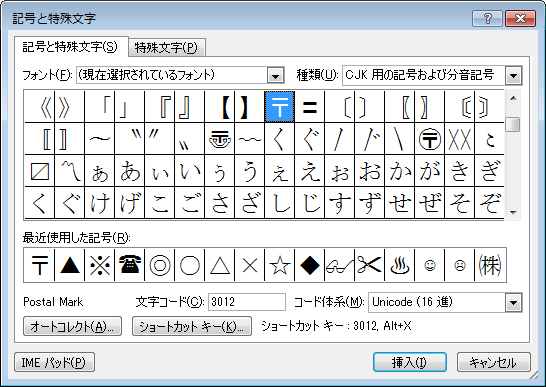 記号と特殊文字
記号と特殊文字(S) 特殊文字(P)
フォント(F): (現在選択されているフォント) 種類(U): CJK 用の記号および分音記号
《 》 「 」 『 』 【 】 〒 〓 〔 〕 〖 〗 〘 〙
〚 〛 〜 〝 〞 〟 〠 〰 〱 〲 〳 〴 〵 〶 〷 〻
〼 〽 ぁ あ ぃ い ぅ う ぇ え ぉ お か が き ぎ
く ぐ け げ こ ご さ ざ し じ す ず せ ぜ そ ぞ
最近使用した記号(R):
〒 ▲ ※ ☎ ◎ ○ △ × ☆ ◆ 👓 ✂ ♨ ☺ ☹ ㈱
Postal Mark 文字コード(C): 3012 コード体系(M): Unicode (16 進)
オートコレクト(A)... ショートカット キー(K)... ショートカット キー : 3012, Alt+X
IME パッド(P) 挿入(I) キャンセル